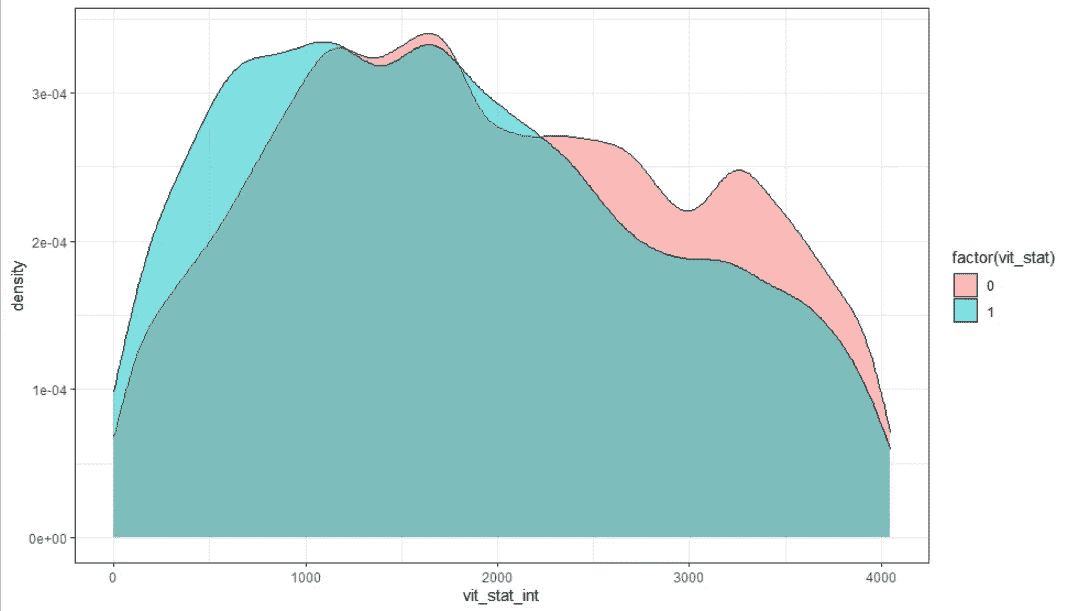 3e-04
2e-04
1e-04
0e+00
density
0
1000
2000
3000
4000
vit_stat_int
factor(vit_stat)
0
1